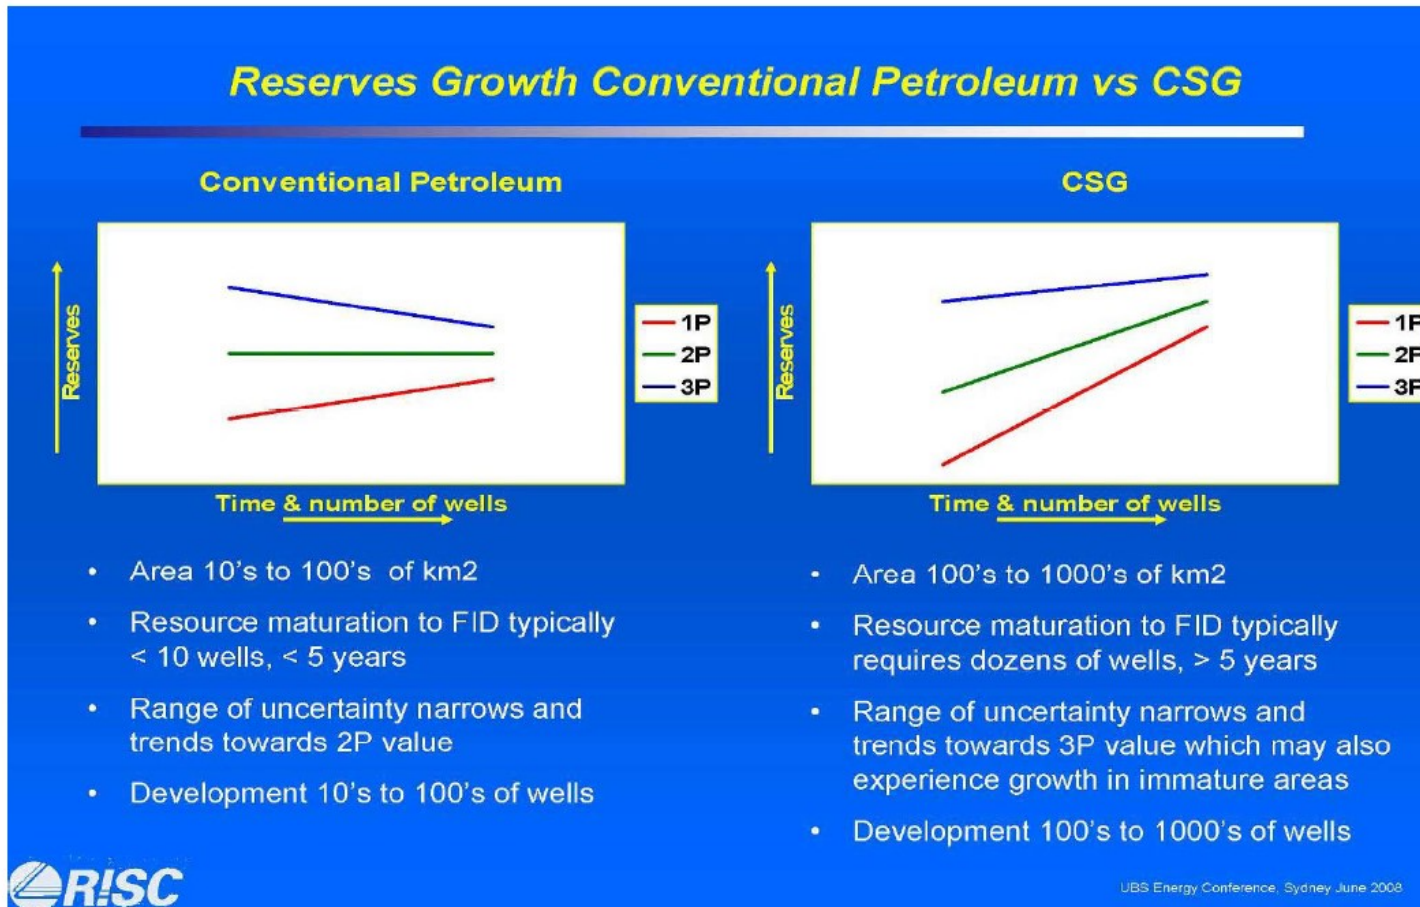 Reserves Growth Conventional Petroleum vs CSG
Conventional Petroleum
Reserves
1P
2P
3P
Time & number of wells
• Area 10's to 100's of km2
• Resource maturation to FID typically
< 10 wells, < 5 years
• Range of uncertainty narrows and
trends towards 2P value
• Development 10's to 100's of wells
CSG
Reserves
1P
2P
3P
Time & number of wells
• Area 100's to 1000's of km2
• Resource maturation to FID typically
requires dozens of wells, > 5 years
• Range of uncertainty narrows and
trends towards 3P value which may also
experience growth in immature areas
• Development 100's to 1000's of wells
RISC
UBS Energy Conference, Sydney June 2008